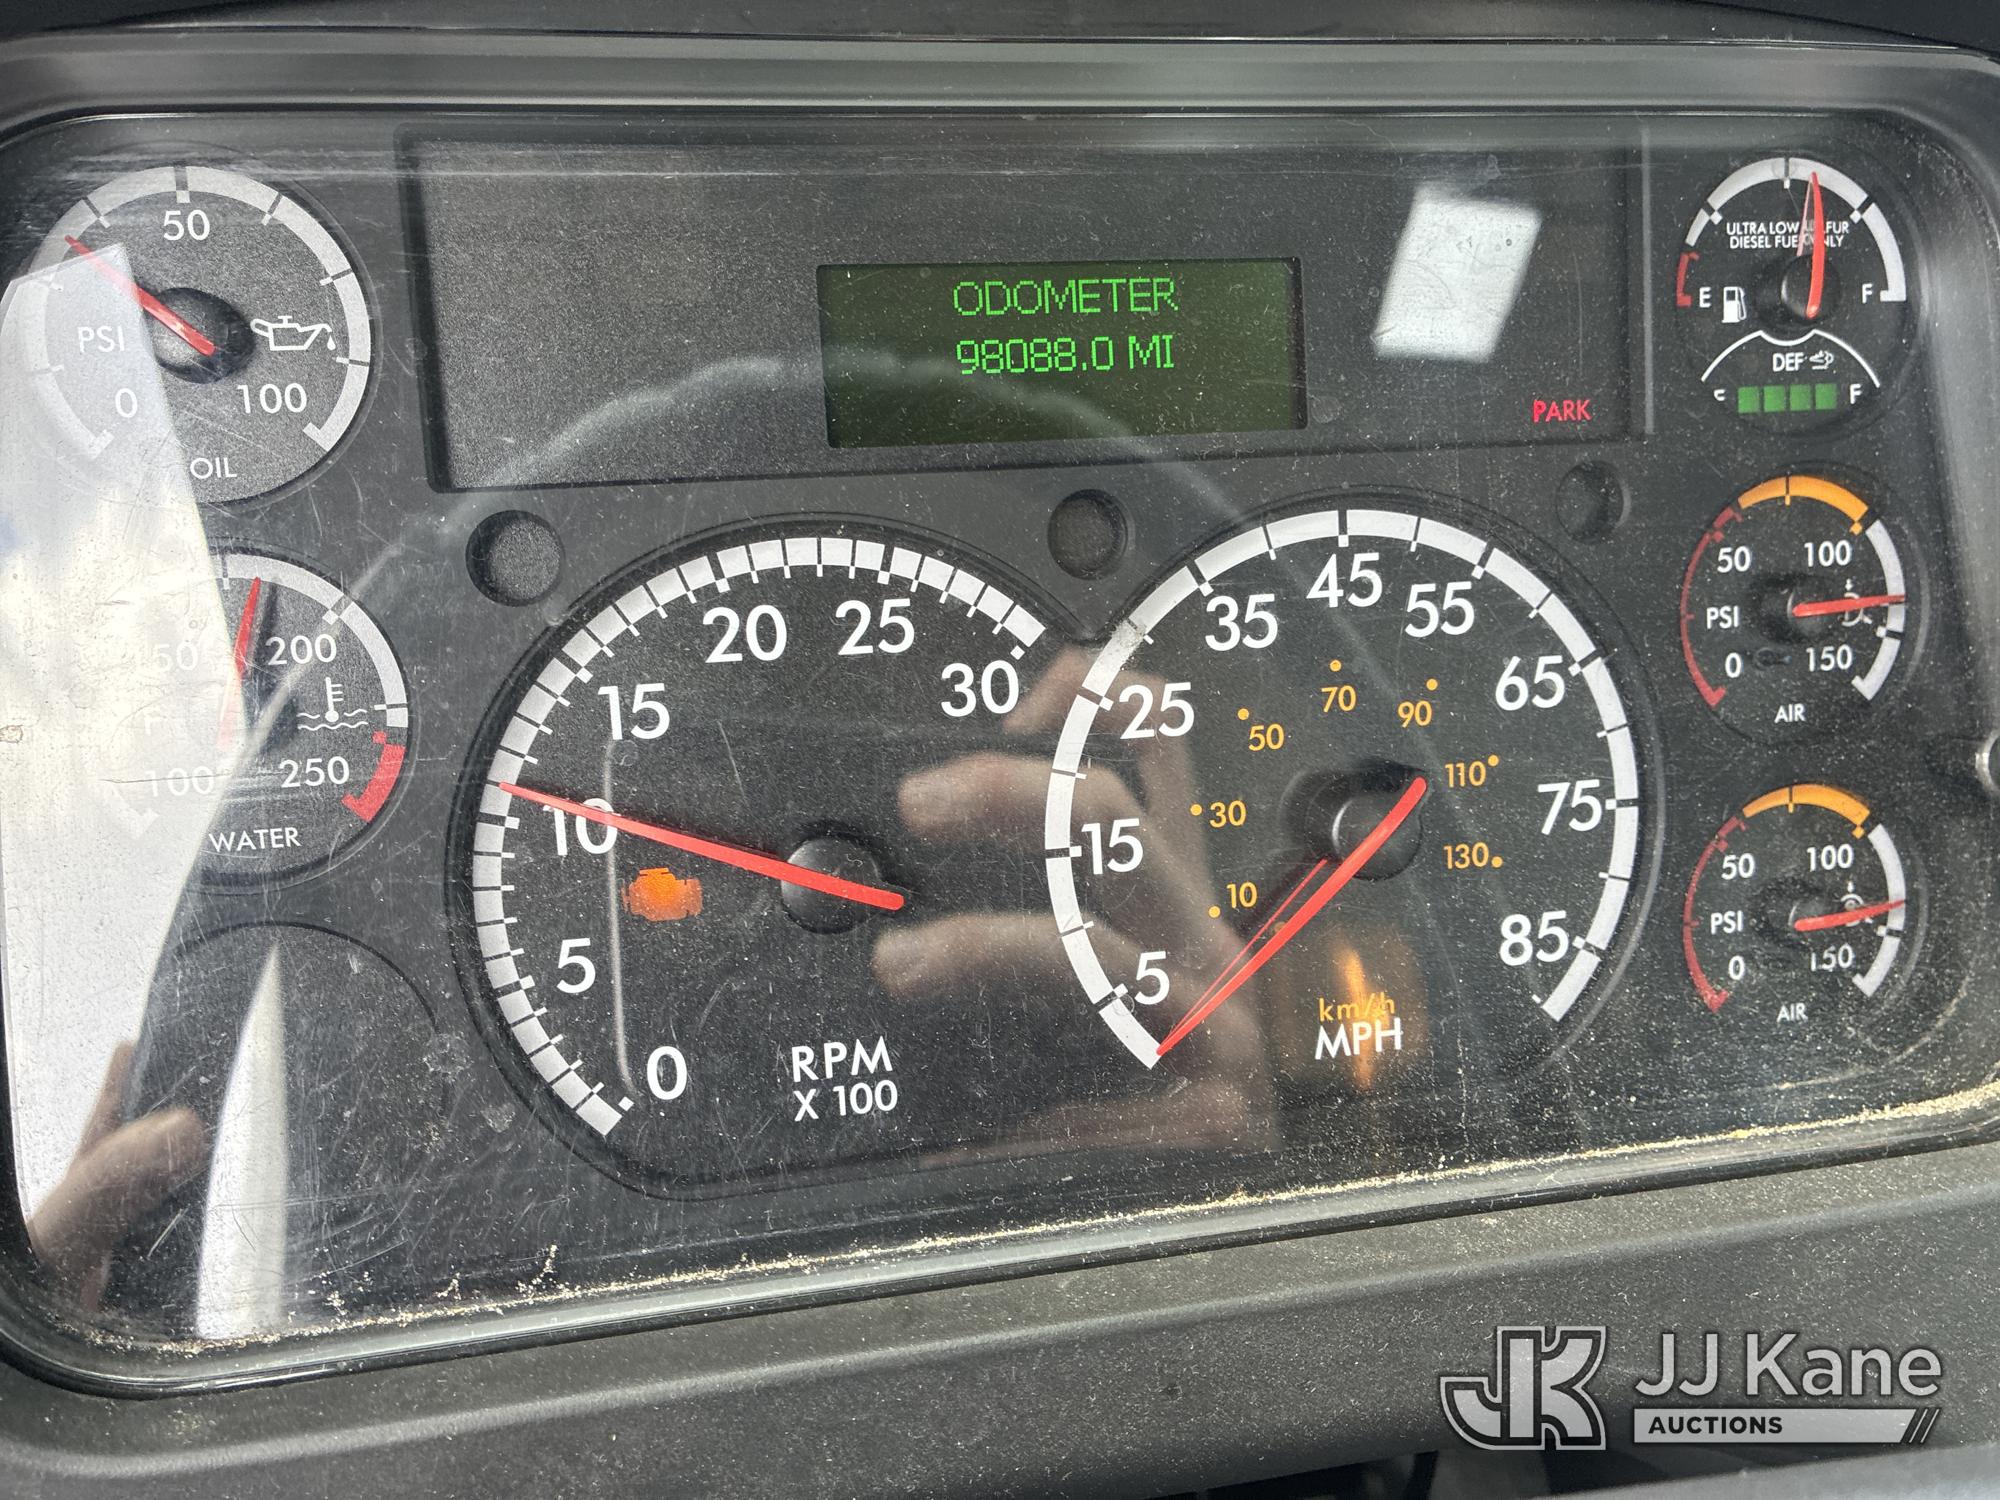 50
PSI
0
100
OIL
ODOMETER
98088.0 MI
PARK
ULTRA LOW
DIESEL FUEL ONLY
E
F
DEF
F
200
100
250
WATER
0
5
10
15
20
25
30
RPM
X 100
5
15
25
35
45
55
65
75
85
10
30
50
70
90
110
130
km/h
MPH
50
100
PSI
0
150
AIR
50
100
PSI
0
150
AIR
JK
JJ Kane
AUCTIONS